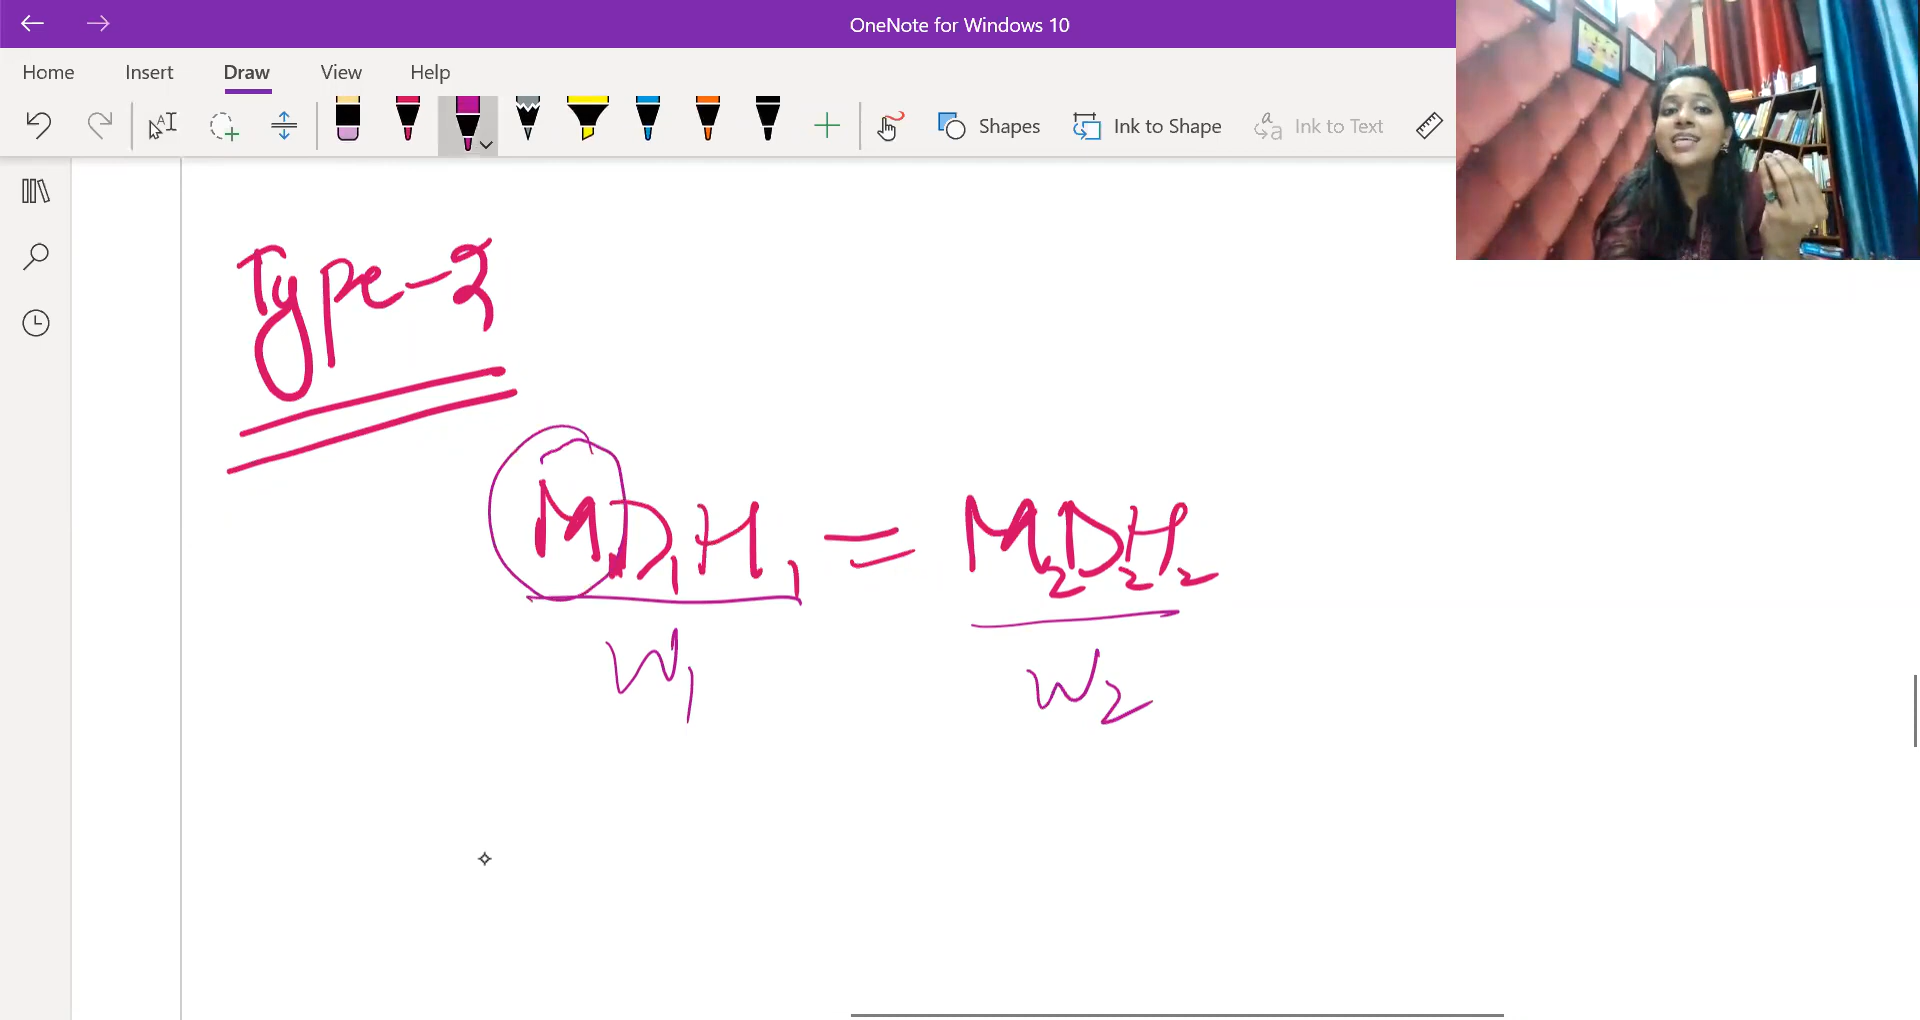 OneNote for Windows 10
Home Insert Draw View Help
Shapes Ink to Shape Ink to Text
Type-2
M₁D₁H₁ = M₂D₂H₂
W₁ W₂